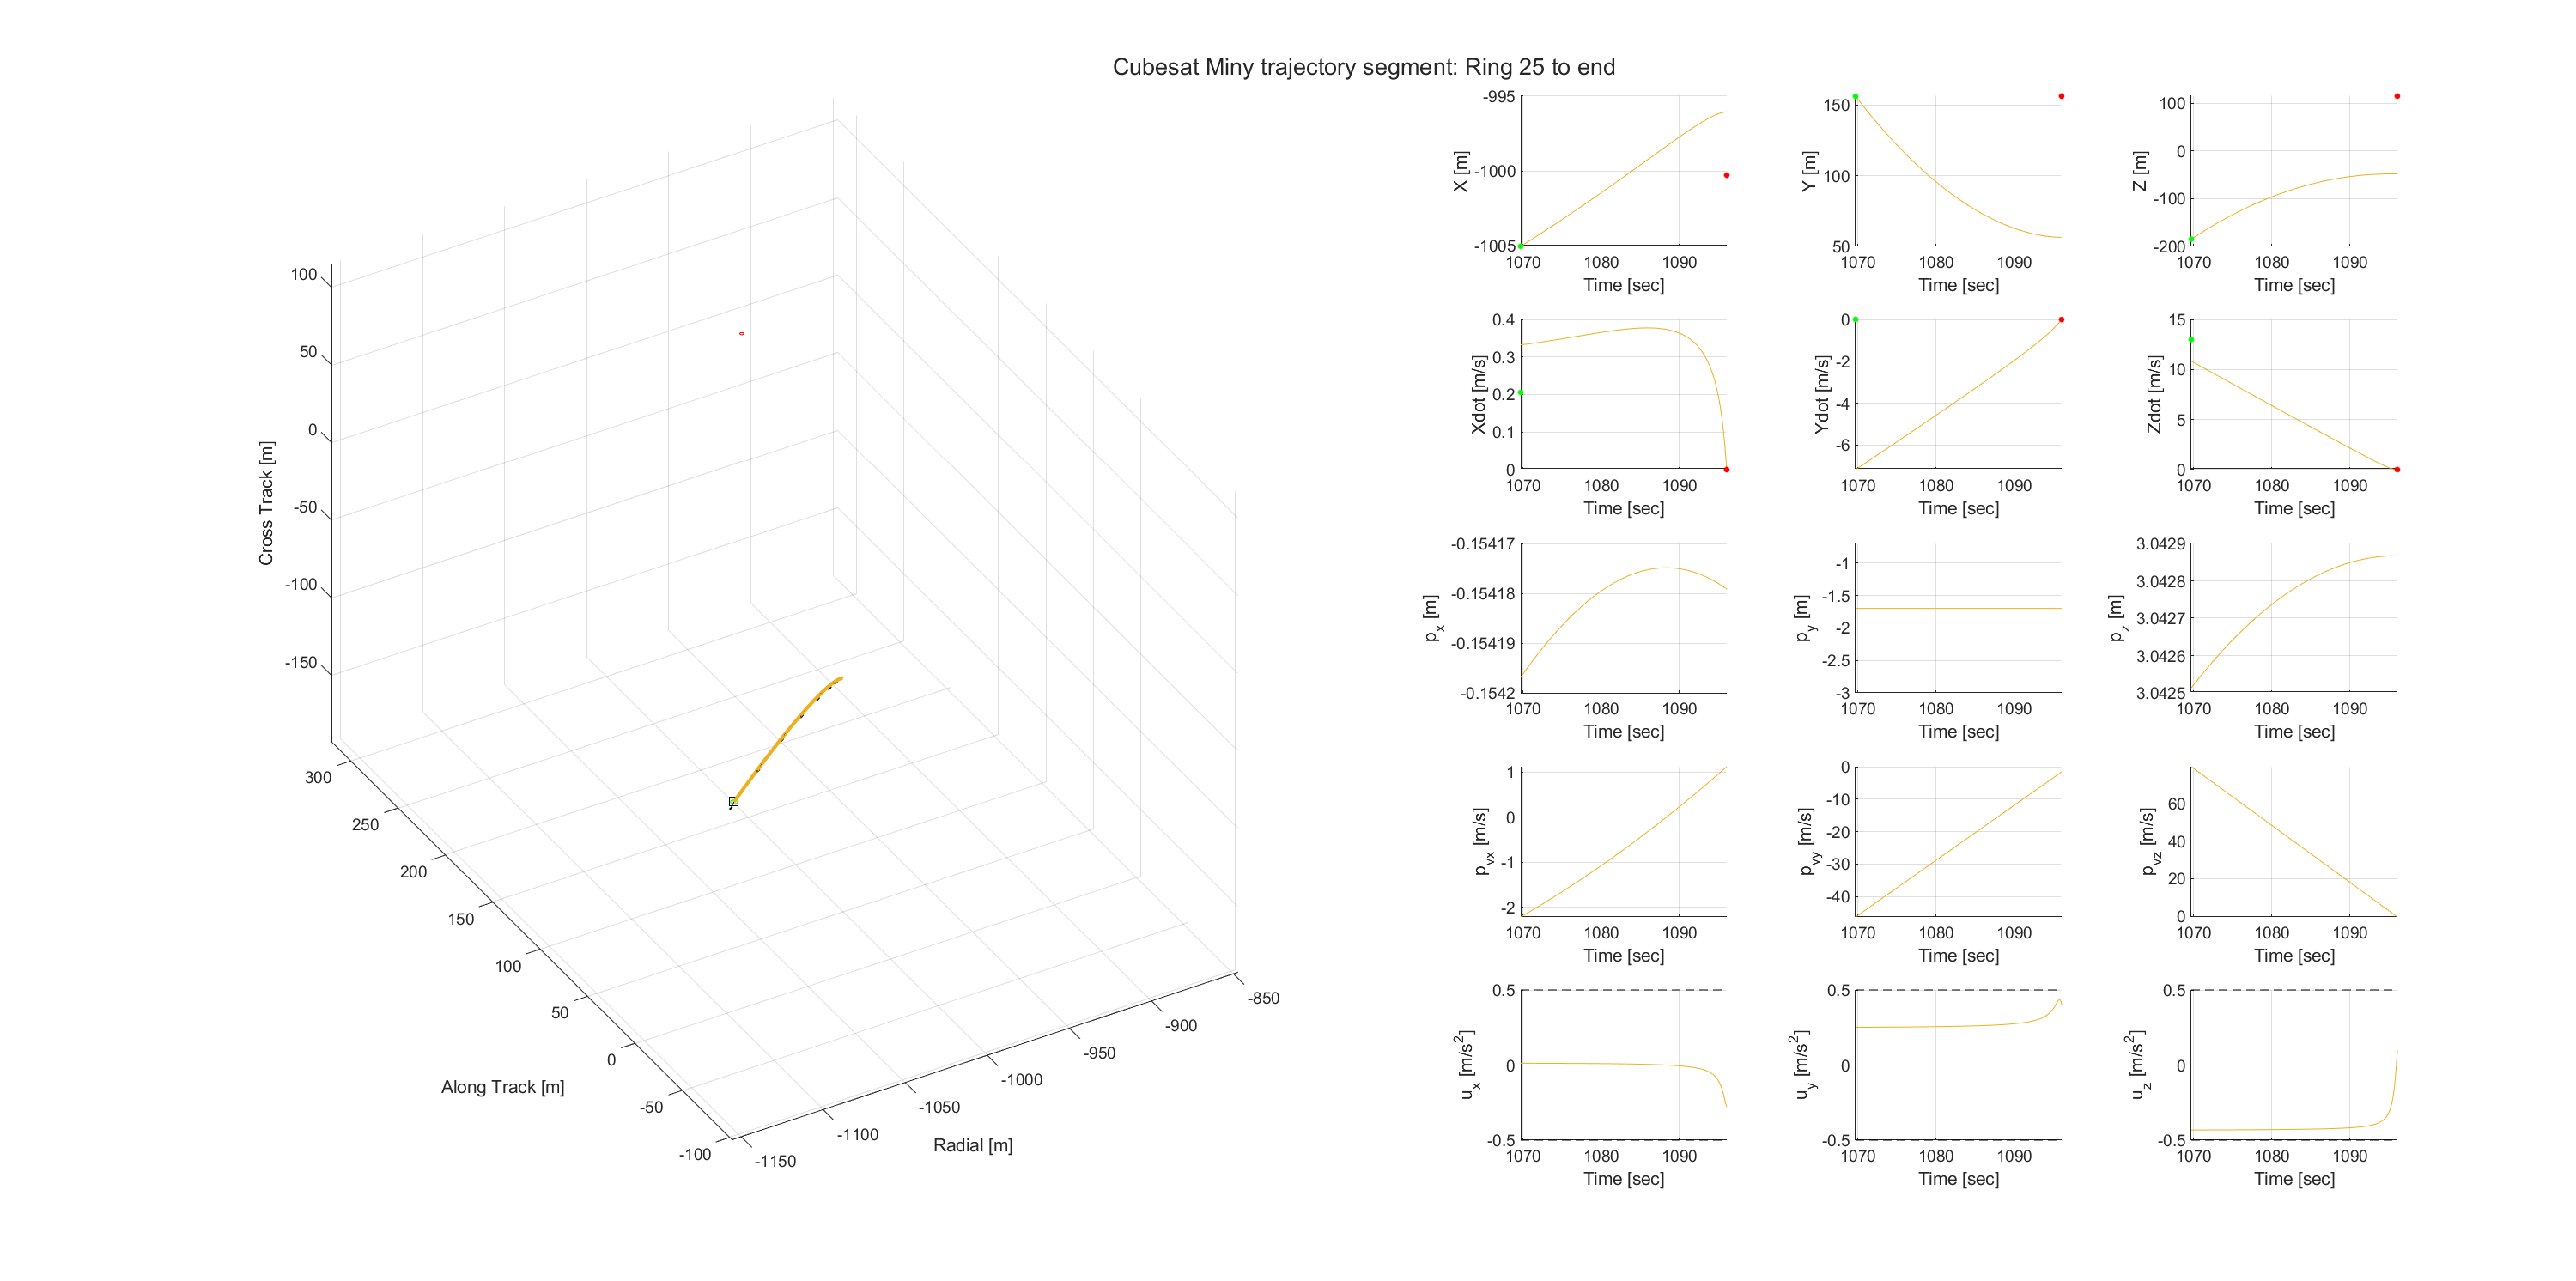 Cubesat Miny trajectory segment: Ring 25 to end
100
50
0
-50
-100
-150
Cross Track [m]
300
250
200
150
100
50
0
-50
-100
Along Track [m]
-1150
-1100
-1050
-1000
-950
-900
-850
Radial [m]
-995
-1000
-1005
X [m]
1070 1080 1090
Time [sec]
150
100
50
Y [m]
1070 1080 1090
Time [sec]
100
0
-100
-200
Z [m]
1070 1080 1090
Time [sec]
0.4
0.3
0.2
0.1
0
Xdot [m/s]
1070 1080 1090
Time [sec]
0
-2
-4
-6
Ydot [m/s]
1070 1080 1090
Time [sec]
15
10
5
0
Zdot [m/s]
1070 1080 1090
Time [sec]
-0.15417
-0.15418
-0.15419
-0.1542
p_x [m]
1070 1080 1090
Time [sec]
-1
-1.5
-2
-2.5
-3
p_y [m]
1070 1080 1090
Time [sec]
3.0429
3.0428
3.0427
3.0426
3.0425
p_z [m]
1070 1080 1090
Time [sec]
1
0
-1
-2
p_vx [m/s]
1070 1080 1090
Time [sec]
0
-10
-20
-30
-40
p_vy [m/s]
1070 1080 1090
Time [sec]
60
40
20
0
p_vz [m/s]
1070 1080 1090
Time [sec]
0.5
0
-0.5
u_x [m/s^2]
1070 1080 1090
Time [sec]
0.5
0
-0.5
u_y [m/s^2]
1070 1080 1090
Time [sec]
0.5
0
-0.5
u_z [m/s^2]
1070 1080 1090
Time [sec]